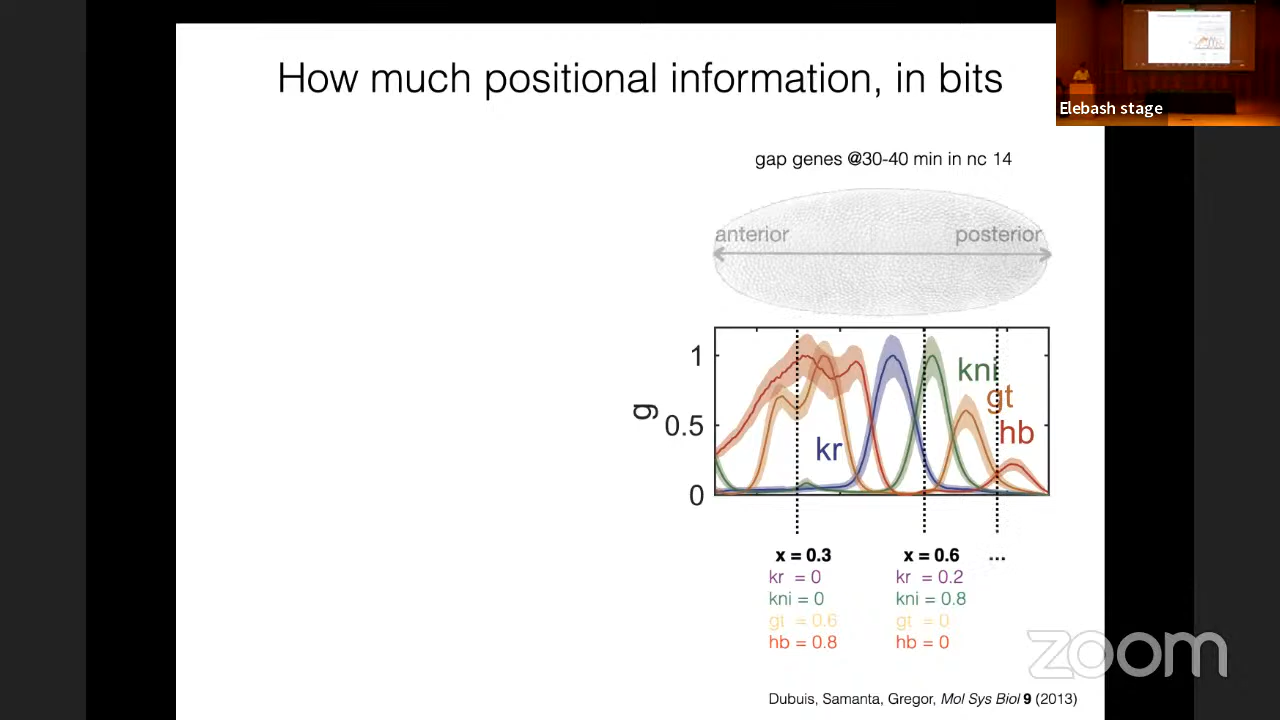 How much positional information, in bits
Elebash stage
gap genes @30-40 min in nc 14
anterior
posterior
1
0.5
0
g
kr
kni
gt
hb
x = 0.3
kr = 0
kni = 0
gt = 0.6
hb = 0.8
x = 0.6
kr = 0.2
kni = 0.8
gt = 0
hb = 0
...
zoom
Dubuis, Samanta, Gregor, Mol Sys Biol 9 (2013)